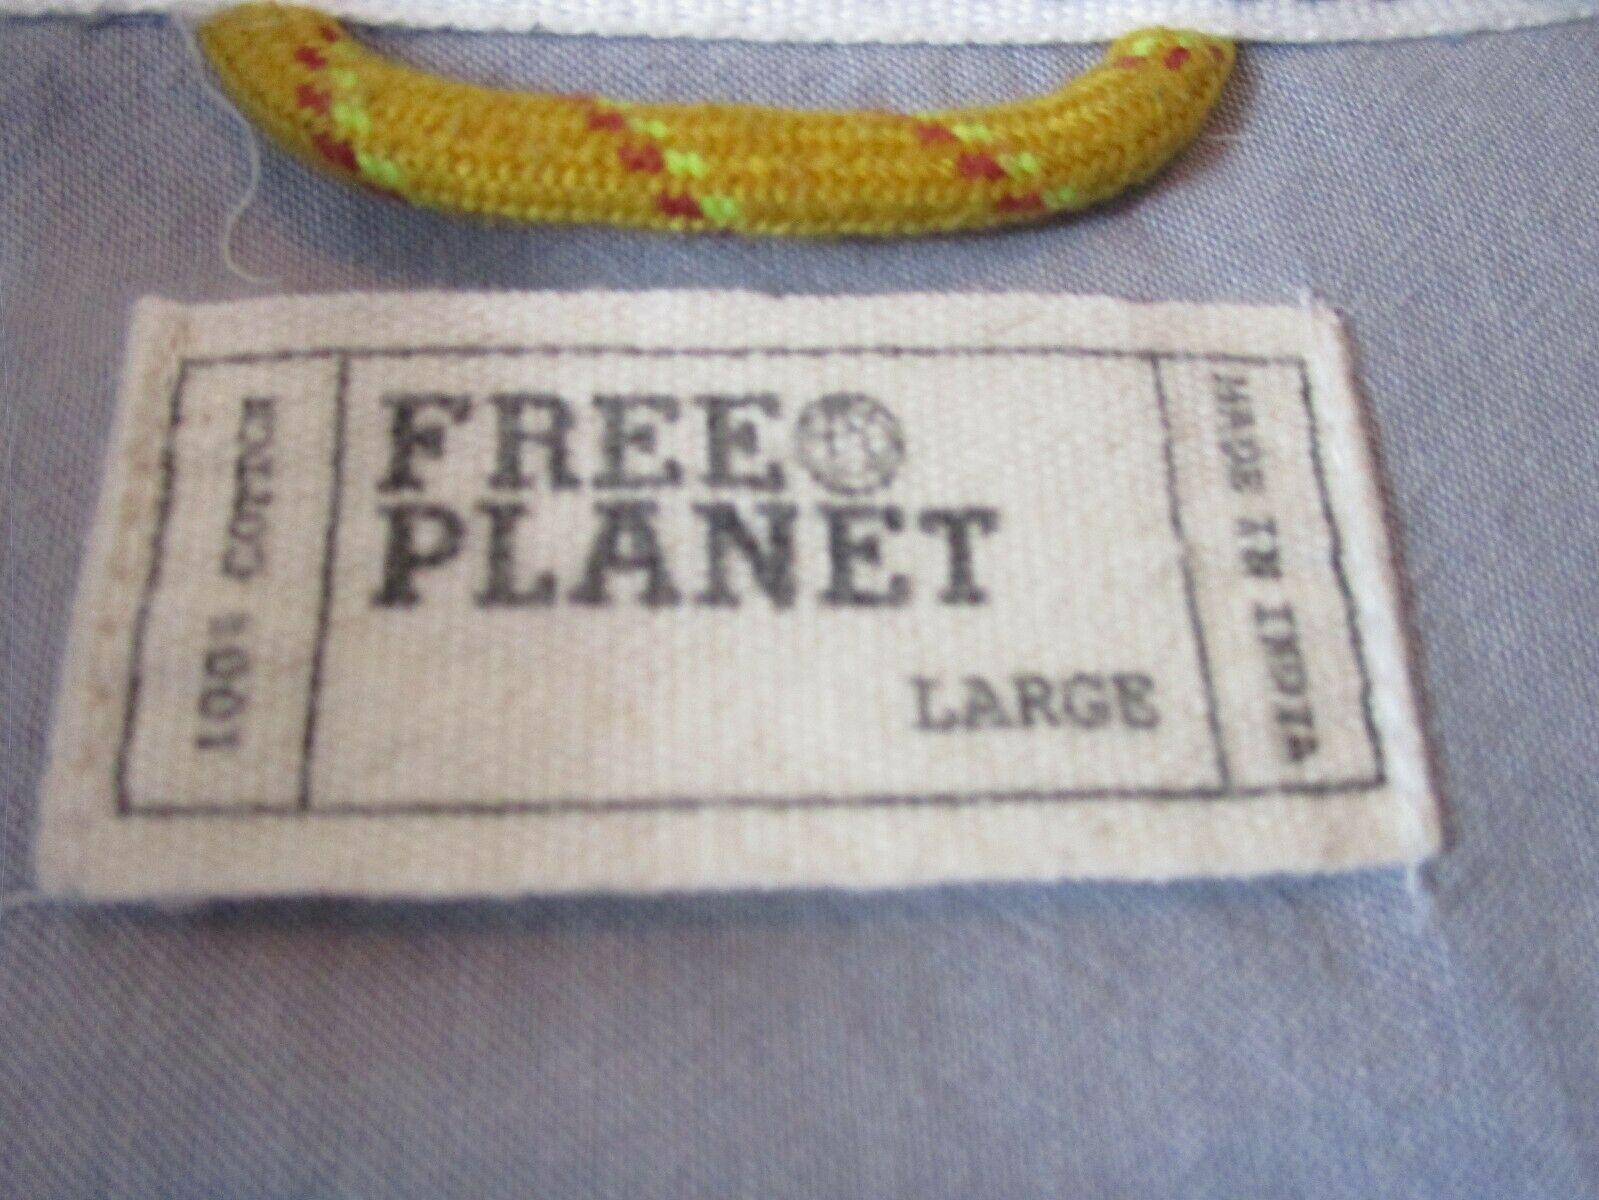 100% COTTON
FREE
PLANET
LARGE
MADE IN INDIA